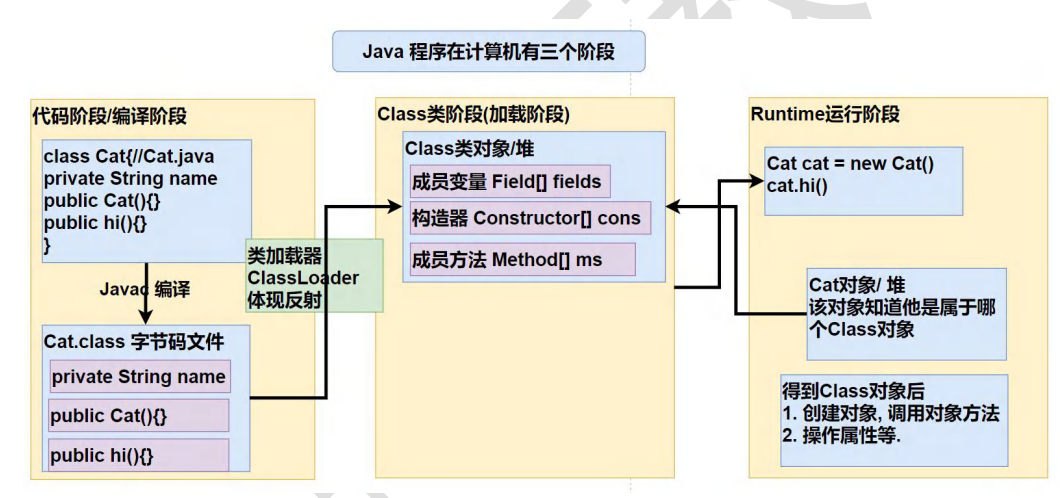 Java 程序在计算机有三个阶段
代码阶段/编译阶段
class Cat{//Cat.java
private String name
public Cat(){}
public hi(){}
}
Javac 编译
Cat.class 字节码文件
private String name
public Cat(){}
public hi(){}
类加载器
ClassLoader
体现反射
Class类阶段(加载阶段)
Class类对象/堆
成员变量 Field[] fields
构造器 Constructor[] cons
成员方法 Method[] ms
Runtime运行阶段
Cat cat = new Cat()
cat.hi()
Cat对象/ 堆
该对象知道他是属于哪
个Class对象
得到Class对象后
1. 创建对象, 调用对象方法
2. 操作属性等.